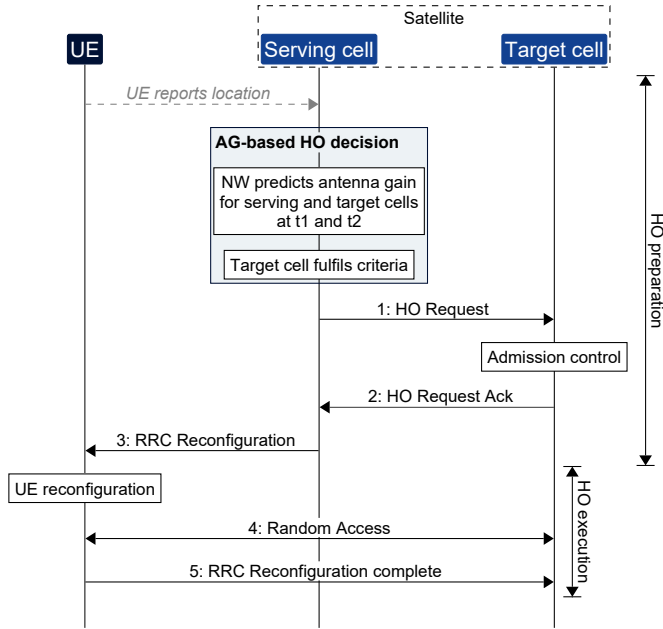 Satellite
UE
Serving cell
Target cell
UE reports location
AG-based HO decision
NW predicts antenna gain
for serving and target cells
at t1 and t2
Target cell fulfils criteria
HO preparation
1: HO Request
Admission control
2: HO Request Ack
3: RRC Reconfiguration
UE reconfiguration
HO execution
4: Random Access
5: RRC Reconfiguration complete